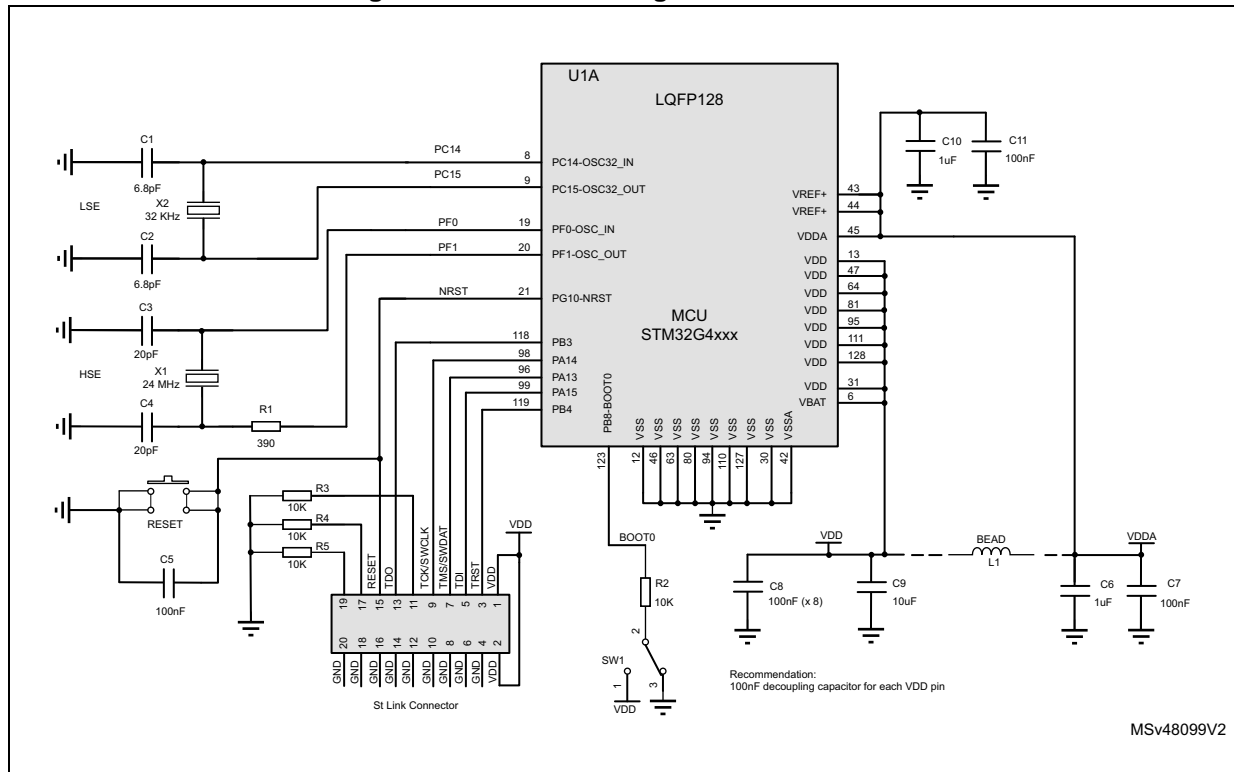 U1A
LQFP128
C1
6.8pF
LSE
X2
32 KHz
C2
6.8pF
C3
20pF
HSE
X1
24 MHz
C4
20pF
R1
390
PC14
8
PC14-OSC32_IN
PC15
9
PC15-OSC32_OUT
PF0
19
PF0-OSC_IN
PF1
20
PF1-OSC_OUT
NRST
21
PG10-NRST
118
PB3
98
PA14
96
PA13
99
PA15
119
PB4
MCU
STM32G4xxx
C10
1uF
C11
100nF
VREF+
43
VREF+
44
VDDA
45
VDD
13
VDD
47
VDD
64
VDD
81
VDD
95
VDD
111
VDD
128
VDD
31
VBAT
6
PB8-BOOT0
VSS
VSS
VSS
VSS
VSS
VSS
VSS
VSS
VSSA
123
12
46
63
80
94
110
127
30
42
RESET
C5
100nF
R3
10K
R4
10K
R5
10K
RESET
TDO
TCK/SWCLK
TMS/SWDAT
TDI
TRST
VDD
VDD
19
17
15
13
11
9
7
5
3
1
20
18
16
14
12
10
8
6
4
2
GND
GND
GND
GND
GND
GND
GND
GND
GND
VDD
St Link Connector
BOOT0
R2
10K
2
SW1
1
3
VDD
VDD
C8
100nF (x 8)
C9
10uF
BEAD
L1
VDDA
C6
1uF
C7
100nF
Recommendation:
100nF decoupling capacitor for each VDD pin
MSv48099V2